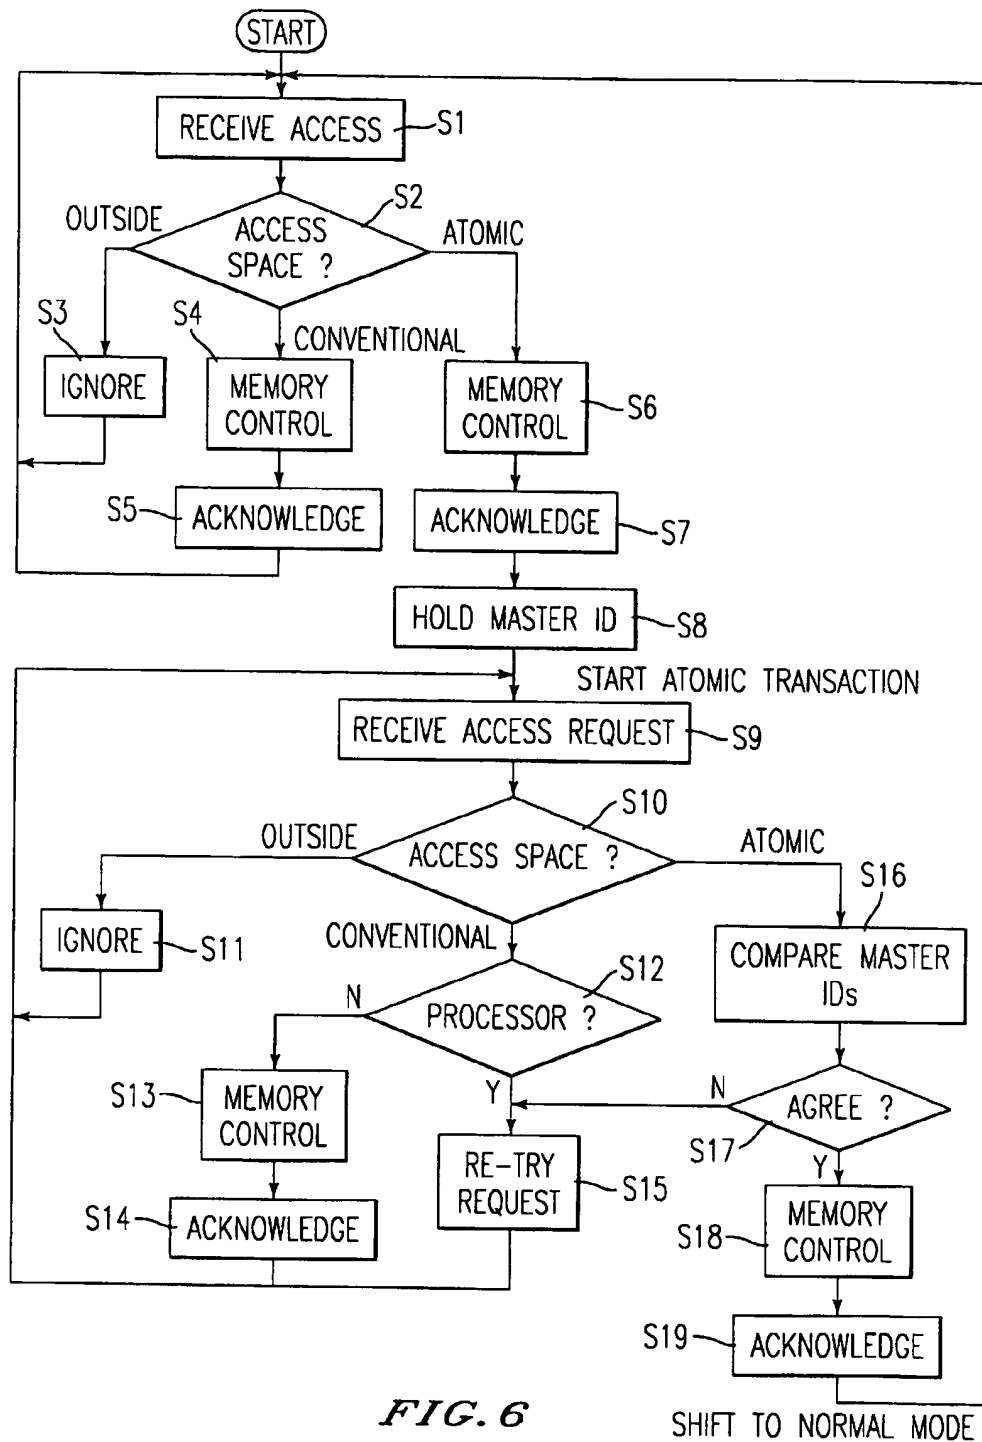 START
RECEIVE ACCESS
S1
S2
OUTSIDE
ACCESS
SPACE ?
ATOMIC
S3
S4
CONVENTIONAL
IGNORE
MEMORY
CONTROL
MEMORY
CONTROL
S6
S5
ACKNOWLEDGE
ACKNOWLEDGE
S7
HOLD MASTER ID
S8
START ATOMIC TRANSACTION
RECEIVE ACCESS REQUEST
S9
S10
OUTSIDE
ACCESS SPACE ?
ATOMIC
S16
IGNORE
S11
CONVENTIONAL
COMPARE MASTER
IDs
S12
N
PROCESSOR ?
S13
MEMORY
CONTROL
Y
N
AGREE ?
S17
Y
RE-TRY
REQUEST
S15
S14
ACKNOWLEDGE
S18
MEMORY
CONTROL
S19
ACKNOWLEDGE
FIG. 6
SHIFT TO NORMAL MODE